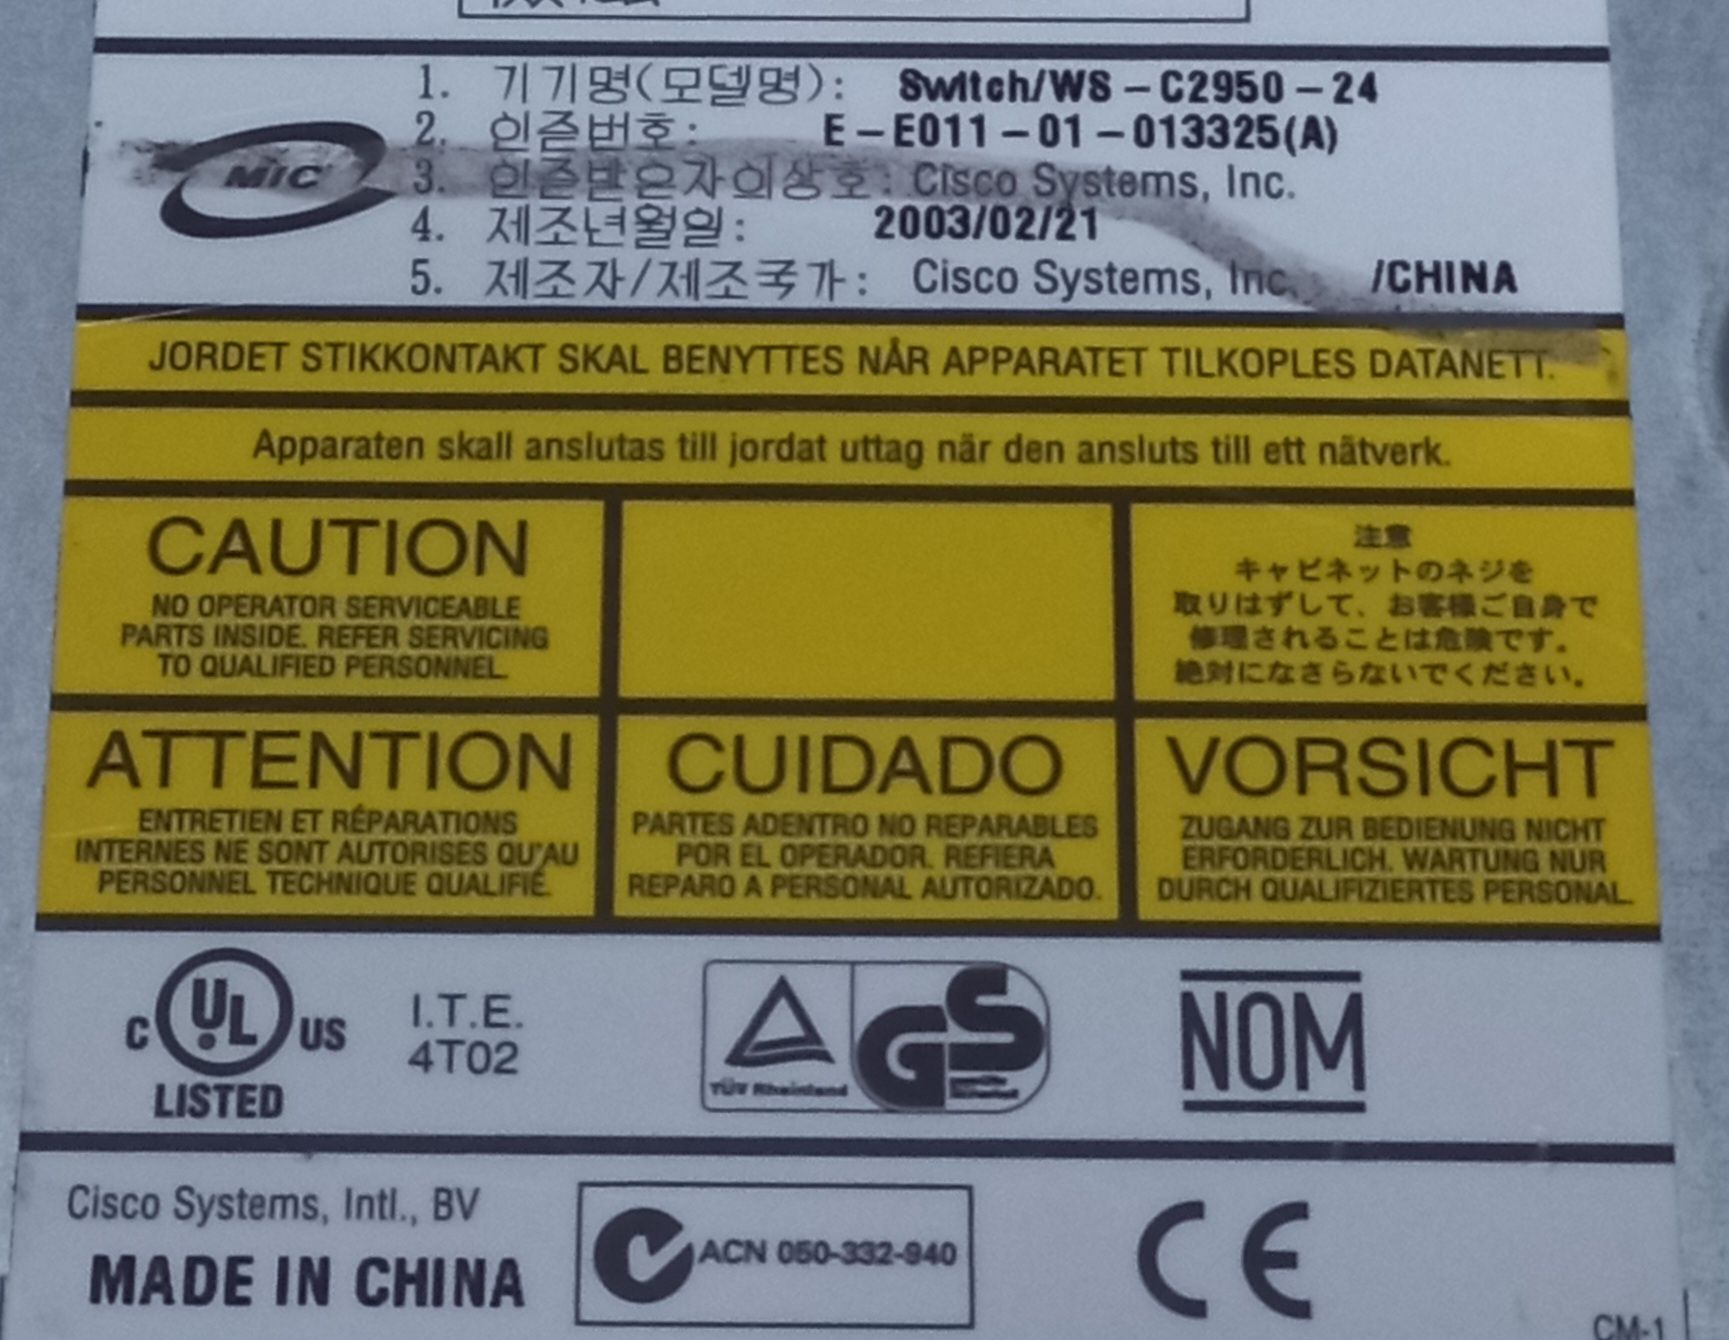 1. 기기명(모델명): Switch/WS-C2950-24
2. 인증번호: E-E011-01-013325(A)
MIC
3. 인증받은자의상호: Cisco Systems, Inc.
4. 제조년월일: 2003/02/21
5. 제조자/제조국가: Cisco Systems, Inc. /CHINA
JORDET STIKKONTAKT SKAL BENYTTES NÅR APPARATET TILKOPLES DATANETT.
Apparaten skall anslutas till jordat uttag när den ansluts till ett nätverk.
CAUTION
NO OPERATOR SERVICEABLE
PARTS INSIDE. REFER SERVICING
TO QUALIFIED PERSONNEL.
注意
キャビネットのネジを
取りはずして、お客様ご自身で
修理されることは危険です。
絶対になさらないでください。
ATTENTION
ENTRETIEN ET RÉPARATIONS
INTERNES NE SONT AUTORISES QU'AU
PERSONNEL TECHNIQUE QUALIFIÉ.
CUIDADO
PARTES ADENTRO NO REPARABLES
POR EL OPERADOR. REFIERA
REPARO A PERSONAL AUTORIZADO.
VORSICHT
ZUGANG ZUR BEDIENUNG NICHT
ERFORDERLICH. WARTUNG NUR
DURCH QUALIFIZIERTES PERSONAL.
C UL US
LISTED
I.T.E.
4T02
TÜV Rheinland
GS
NOM
Cisco Systems, Intl., BV
MADE IN CHINA
ACN 050-332-940
CE
CM-1